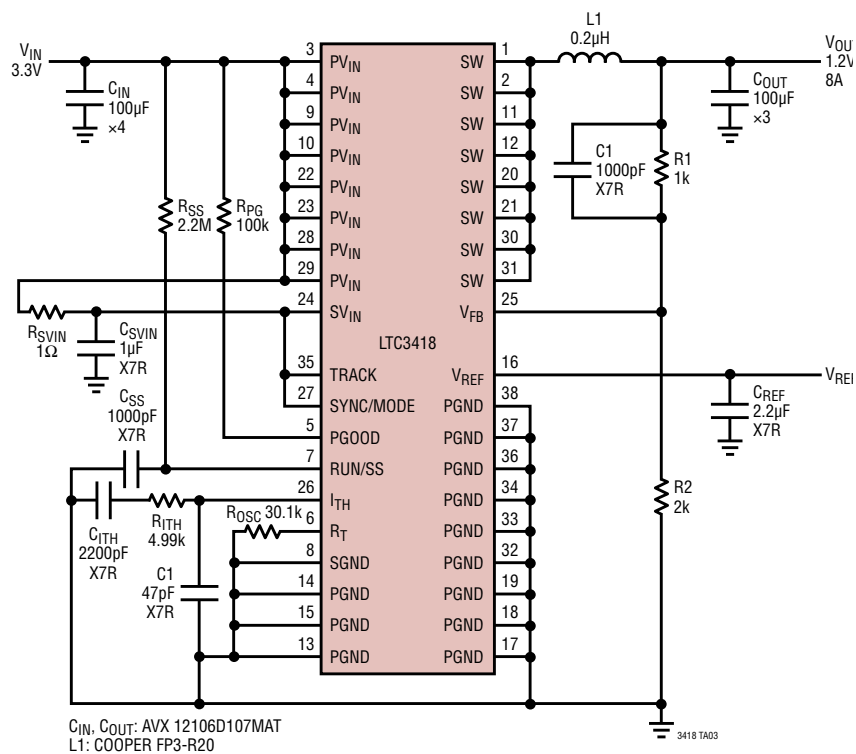 L1
0.2µH
VIN
3.3V
CIN
100µF
×4
RSS
2.2M
RPG
100k
RSVIN
1Ω
CSVIN
1µF
X7R
CSS
1000pF
X7R
CITH
2200pF
X7R
RITH
4.99k
C1
47pF
X7R
ROSC 30.1k
3 PVIN
4 PVIN
9 PVIN
10 PVIN
22 PVIN
23 PVIN
28 PVIN
29 PVIN
24 SVIN
35 TRACK
27 SYNC/MODE
5 PGOOD
7 RUN/SS
26 ITH
6 RT
8 SGND
14 PGND
15 PGND
13 PGND
LTC3418
SW 1
SW 2
SW 11
SW 12
SW 20
SW 21
SW 30
SW 31
VFB 25
VREF 16
PGND 38
PGND 37
PGND 36
PGND 34
PGND 33
PGND 32
PGND 19
PGND 18
PGND 17
C1
1000pF
X7R
R1
1k
COUT
100µF
×3
VOUT
1.2V
8A
VREF
CREF
2.2µF
X7R
R2
2k
CIN, COUT: AVX 12106D107MAT
L1: COOPER FP3-R20
3418 TA03